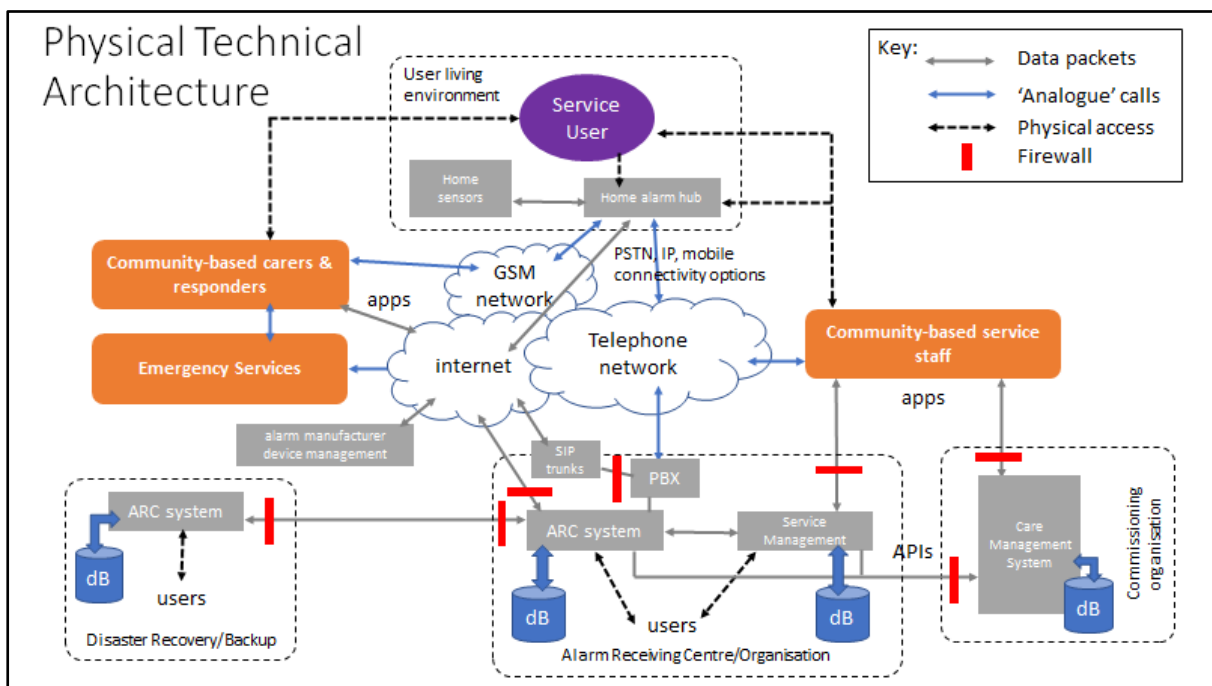 Physical Technical
Architecture
Key:
Data packets
'Analogue' calls
Physical access
Firewall
User living
environment
Service
User
Home
sensors
Home alarm hub
PSTN, IP, mobile
connectivity options
Community-based carers &
responders
apps
GSM
network
Emergency Services
internet
Telephone
network
Community-based service
staff
apps
alarm manufacturer
device management
SIP
trunks
PBX
ARC system
dB
users
Disaster Recovery/Backup
ARC system
Service
Management
dB
dB
users
Alarm Receiving Centre/Organisation
APIs
Care
Management
System
dB
Commissioning
organisation